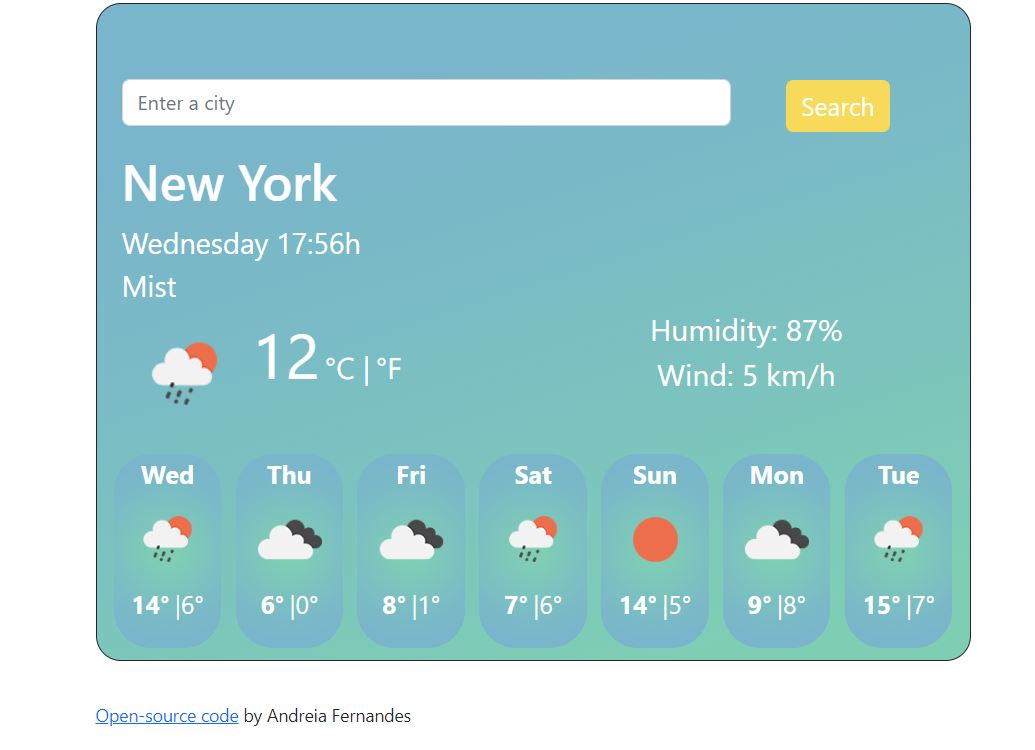 Enter a city
Search
New York
Wednesday 17:56h
Mist
12 °C | °F
Humidity: 87%
Wind: 5 km/h
Wed Thu Fri Sat Sun Mon Tue
14° |6° 6° |0° 8° |1° 7° |6° 14° |5° 9° |8° 15° |7°
Open-source code by Andreia Fernandes